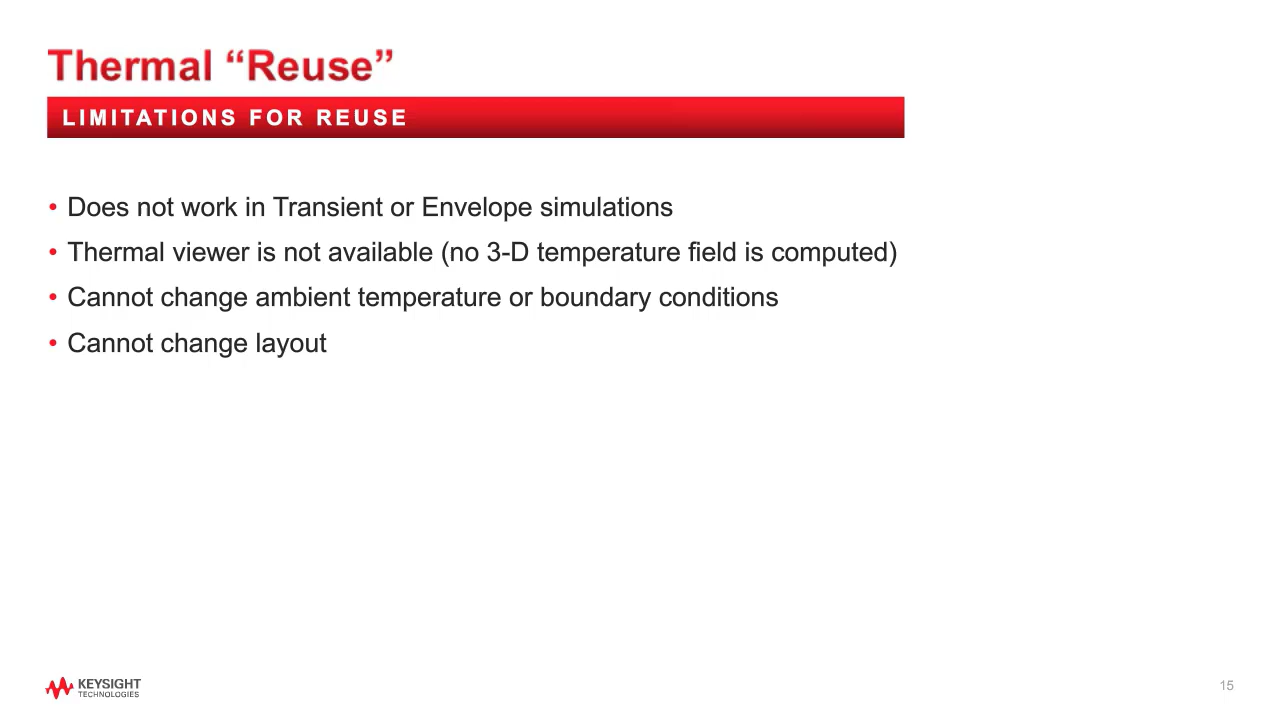 Thermal “Reuse”
LIMITATIONS FOR REUSE
• Does not work in Transient or Envelope simulations
• Thermal viewer is not available (no 3-D temperature field is computed)
• Cannot change ambient temperature or boundary conditions
• Cannot change layout
KEYSIGHT
TECHNOLOGIES
15